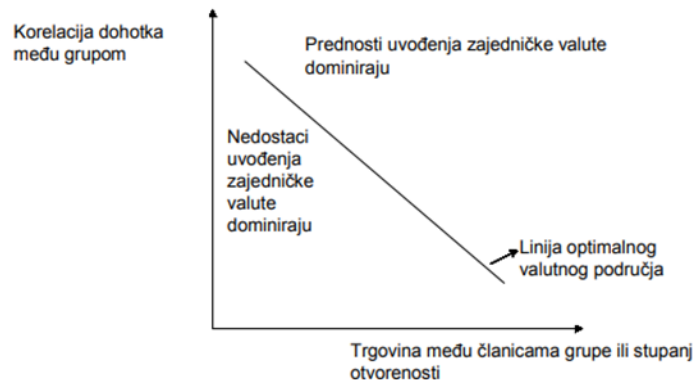 Korelacija dohotka
među grupom
Prednosti uvođenja zajedničke valute
dominiraju
Nedostaci
uvođenja
zajedničke
valute
dominiraju
Linija optimalnog
valutnog područja
Trgovina među članicama grupe ili stupanj
otvorenosti